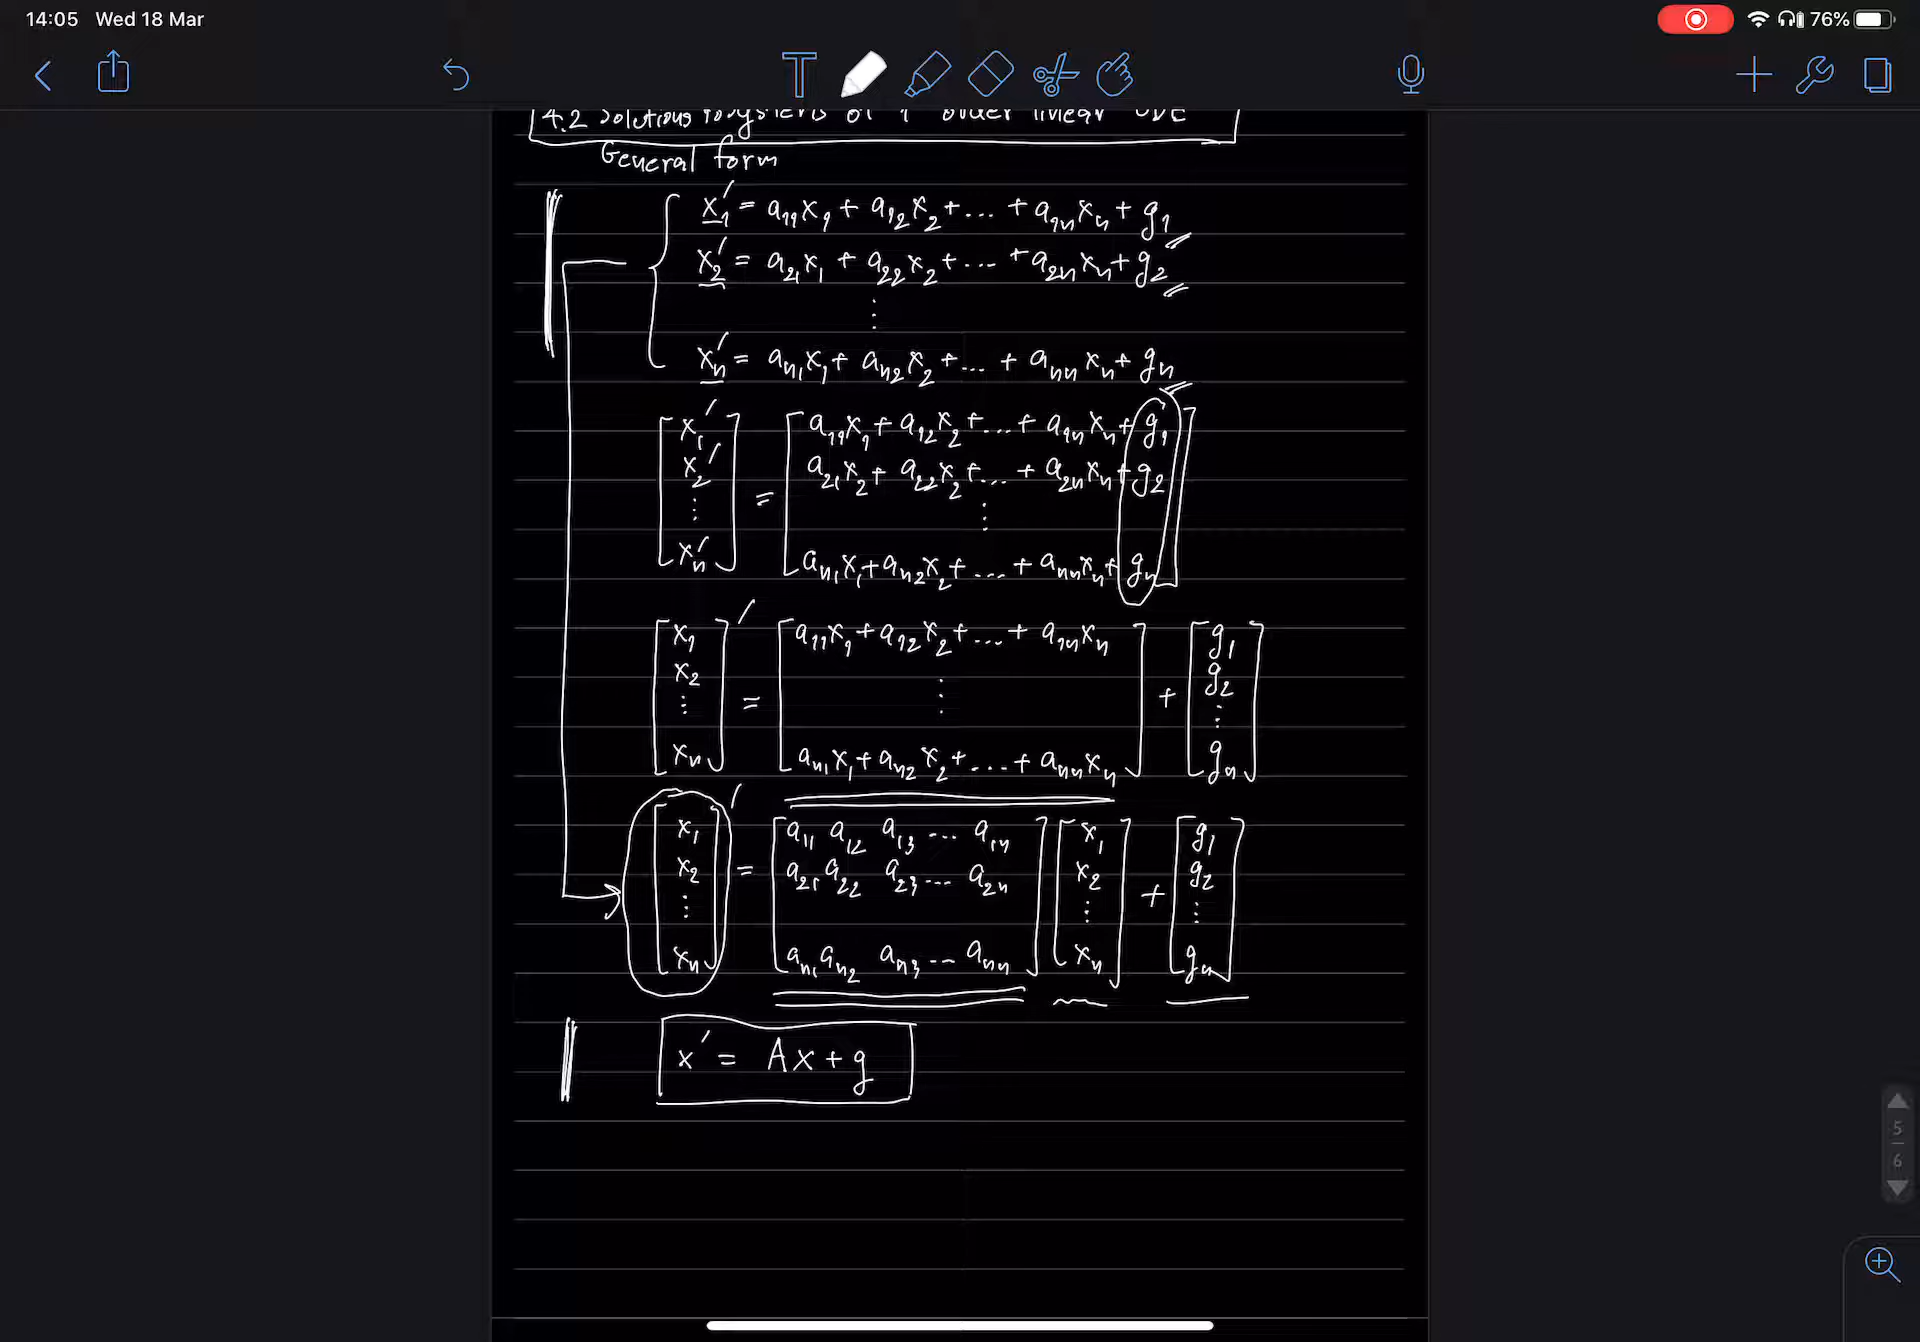 14:05 Wed 18 Mar
76%
4.2 Solutions to systems of 1 order linear ODE
General form
x₁′ = a₁₁x₁ + a₁₂x₂ + ... + a₁ₙxₙ + g₁
x₂′ = a₂₁x₁ + a₂₂x₂ + ... + a₂ₙxₙ + g₂
⋮
xₙ′ = aₙ₁x₁ + aₙ₂x₂ + ... + aₙₙxₙ + gₙ
[x₁′ x₂′ ⋮ xₙ′] = [a₁₁x₁ + a₁₂x₂ + ... + a₁ₙxₙ + g₁
a₂₁x₂ + a₂₂x₂ + ... + a₂ₙxₙ + g₂
⋮
aₙ₁x₁ + aₙ₂x₂ + ... + aₙₙxₙ + gₙ]
[x₁ x₂ ⋮ xₙ]′ = [a₁₁x₁ + a₁₂x₂ + ... + a₁ₙxₙ
⋮
aₙ₁x₁ + aₙ₂x₂ + ... + aₙₙxₙ] + [g₁ g₂ ⋮ gₙ]
[x₁ x₂ ⋮ xₙ]′ = [a₁₁ a₁₂ a₁₃ ... a₁ₙ
a₂₁ a₂₂ a₂₃ ... a₂ₙ
aₙ₁ aₙ₂ aₙ₃ ... aₙₙ] [x₁ x₂ ⋮ xₙ] + [g₁ g₂ ⋮ gₙ]
x′ = Ax + g
5
6